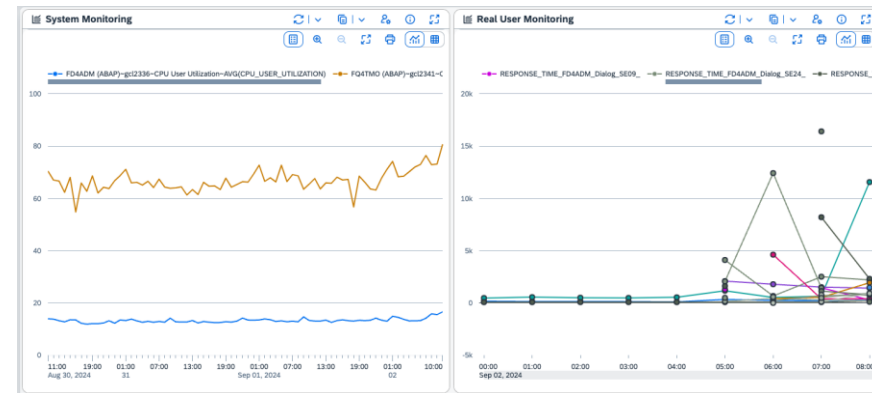 System Monitoring
FD4ADM (ABAP)~gcl2336~CPU User Utilization~AVG(CPU_USER_UTILIZATION)
FQ4TMO (ABAP)~gcl2341~C
100
80
60
40
20
0
11:00 19:00 01:00 07:00 13:00 19:00 01:00 07:00 13:00 19:00 01:00 10:00
Aug 30, 2024 31 Sep 01, 2024 02
Real User Monitoring
RESPONSE_TIME_FD4ADM_Dialog_SE09_
RESPONSE_TIME_FD4ADM_Dialog_SE24_
RESPONSE_
20k
15k
10k
5k
0
-5k
00:00 01:00 02:00 03:00 04:00 05:00 06:00 07:00 08:00
Sep 02, 2024